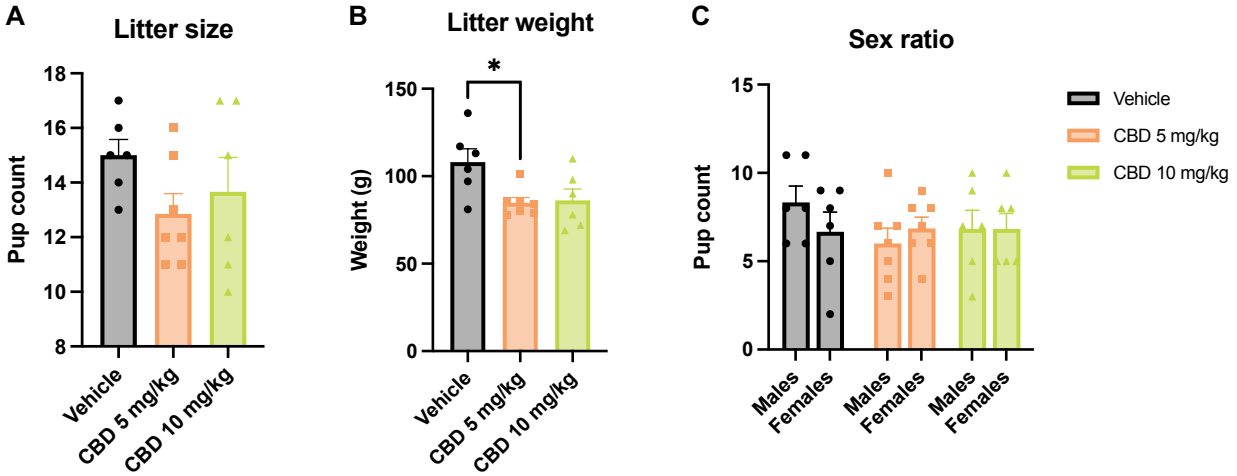 A
Litter size
Pup count
18
16
14
12
10
8
Vehicle
CBD 5 mg/kg
CBD 10 mg/kg
B
Litter weight
Weight (g)
150
100
50
0
*
Vehicle
CBD 5 mg/kg
CBD 10 mg/kg
C
Sex ratio
Pup count
15
10
5
0
Males
Females
Males
Females
Males
Females
Vehicle
CBD 5 mg/kg
CBD 10 mg/kg